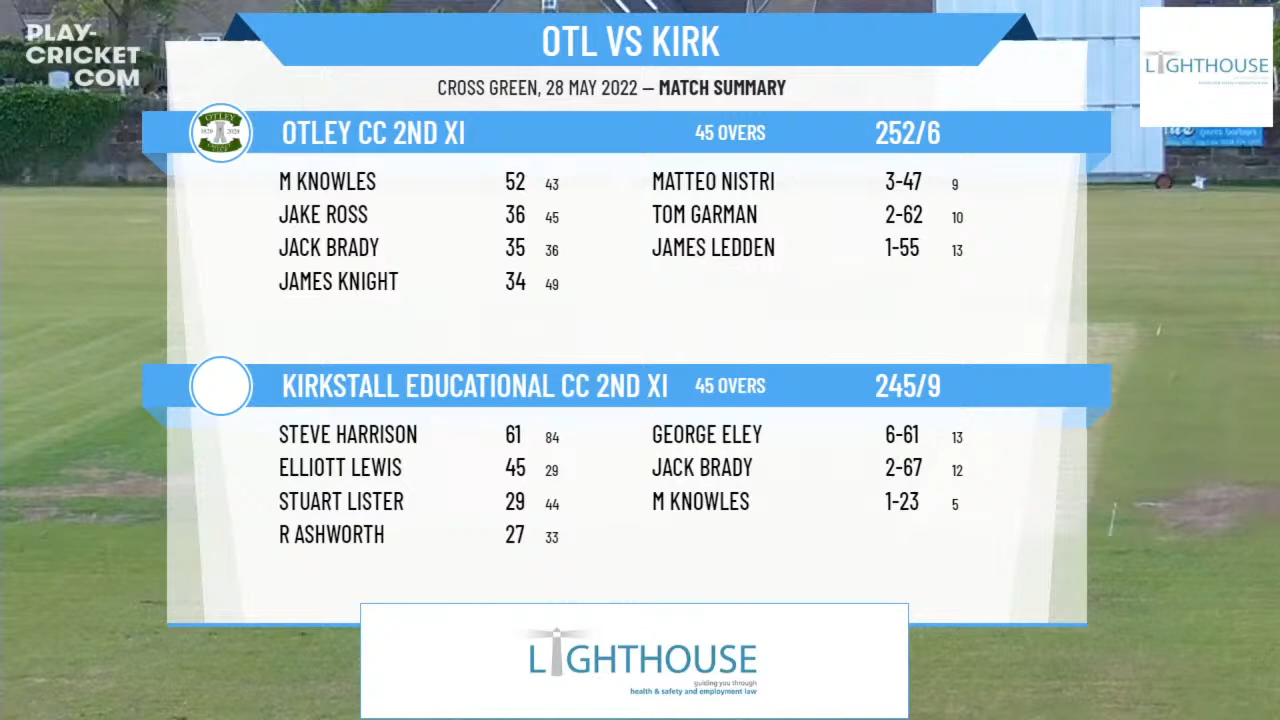 PLAY-
CRICKET
.COM
OTL VS KIRK
LIGHTHOUSE
CROSS GREEN, 28 MAY 2022 – MATCH SUMMARY
OTLEY CC 2ND XI 45 OVERS 252/6
M KNOWLES 52 43 MATTEO NISTRI 3-47 9
JAKE ROSS 36 45 TOM GARMAN 2-62 10
JACK BRADY 35 36 JAMES LEDDEN 1-55 13
JAMES KNIGHT 34 49
KIRKSTALL EDUCATIONAL CC 2ND XI 45 OVERS 245/9
STEVE HARRISON 61 84 GEORGE ELEY 6-61 13
ELLIOTT LEWIS 45 29 JACK BRADY 2-67 12
STUART LISTER 29 44 M KNOWLES 1-23 5
R ASHWORTH 27 33
LIGHTHOUSE
guiding you through
health & safety and employment law